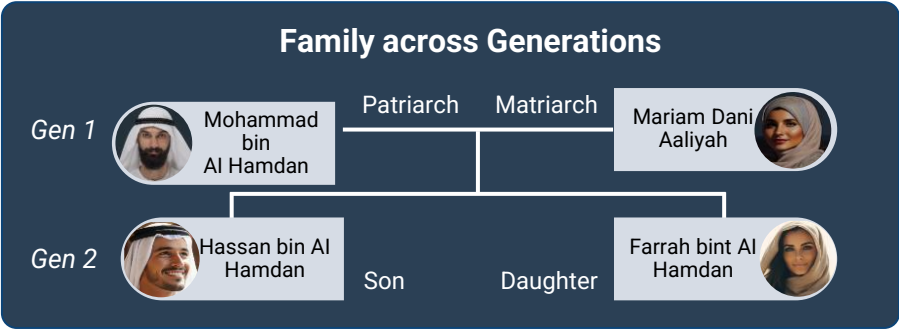 Family across Generations
Patriarch
Matriarch
Gen 1
Mohammad
bin
Al Hamdan
Mariam Dani
Aaliyah
Gen 2
Hassan bin Al
Hamdan
Son
Daughter
Farrah bint Al
Hamdan